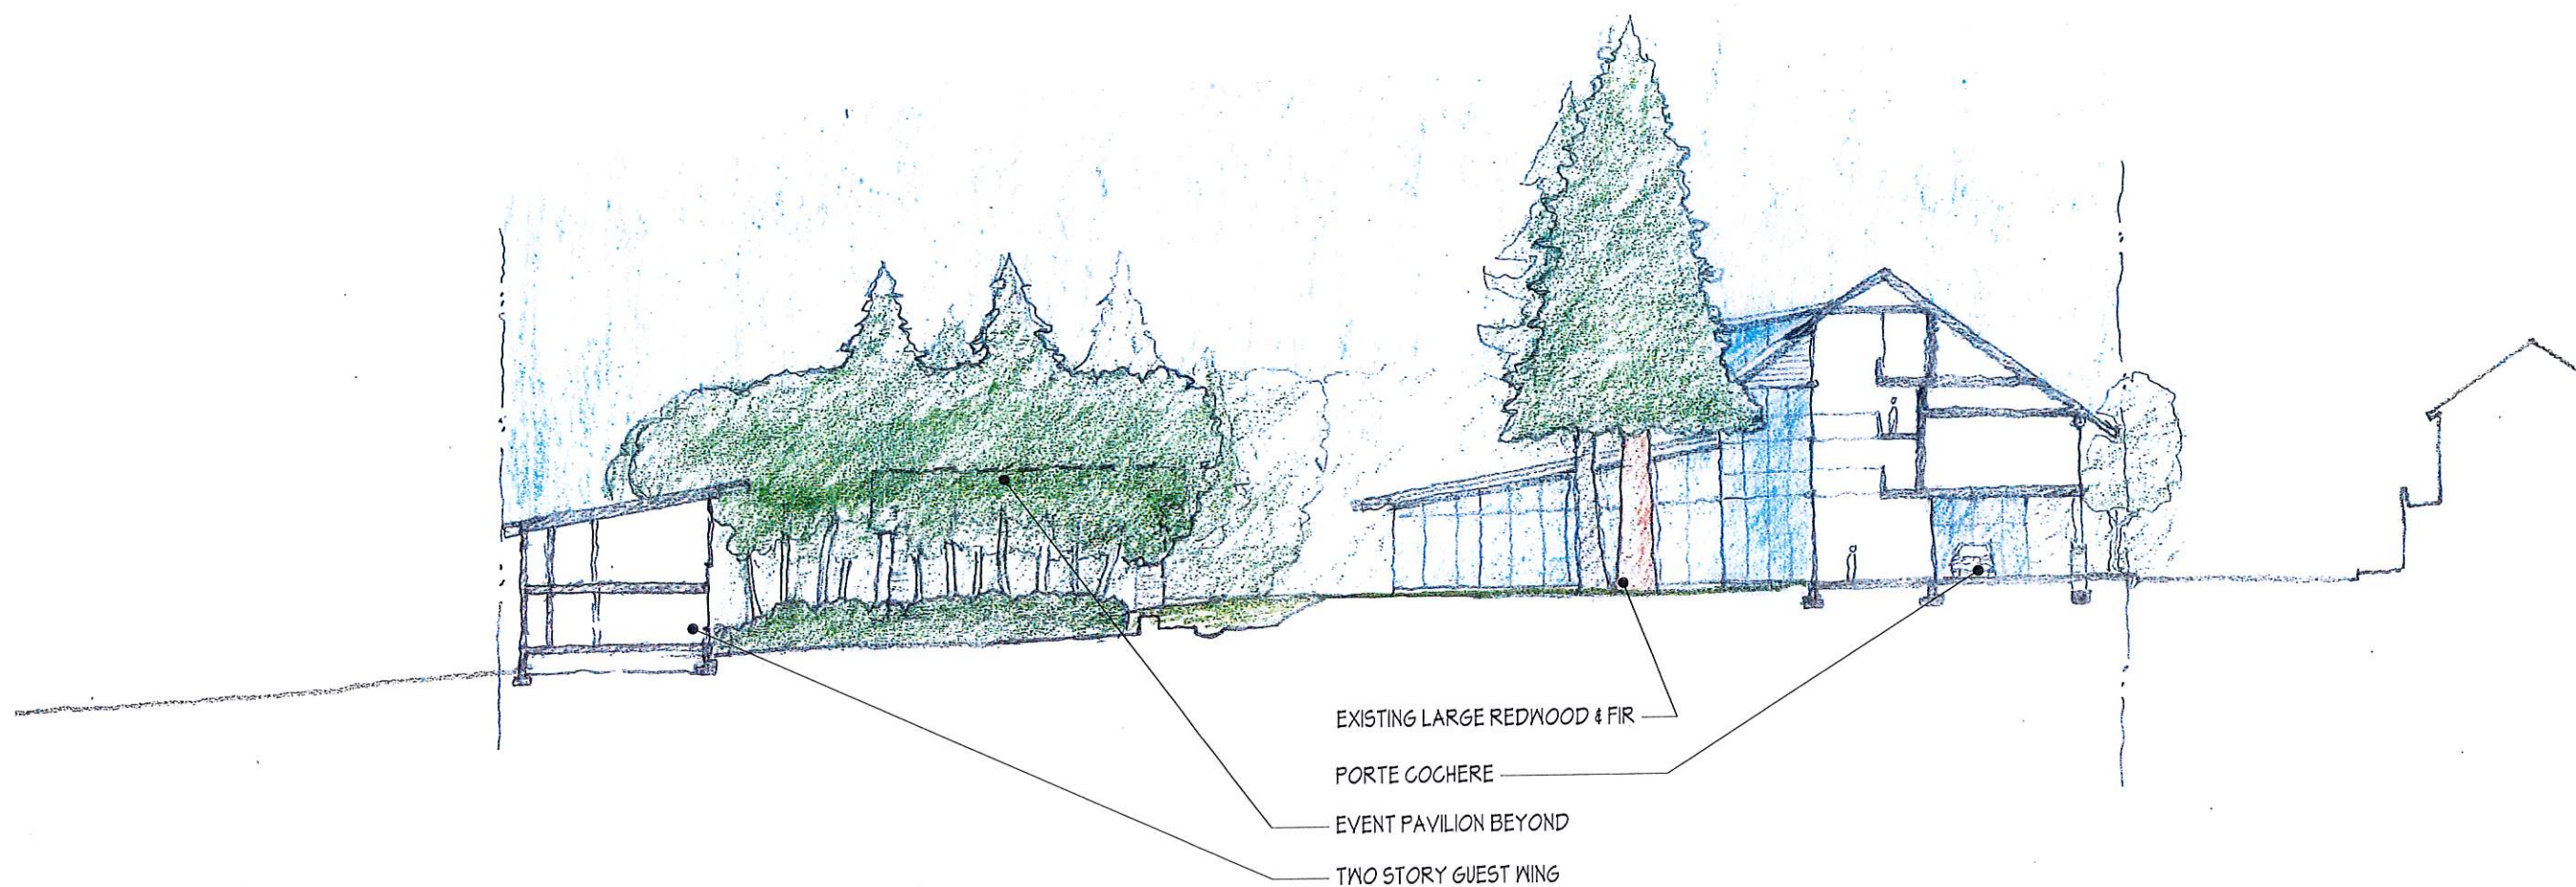 EXISTING LARGE REDWOOD & FIR
PORTE COCHERE
EVENT PAVILION BEYOND
TWO STORY GUEST WING